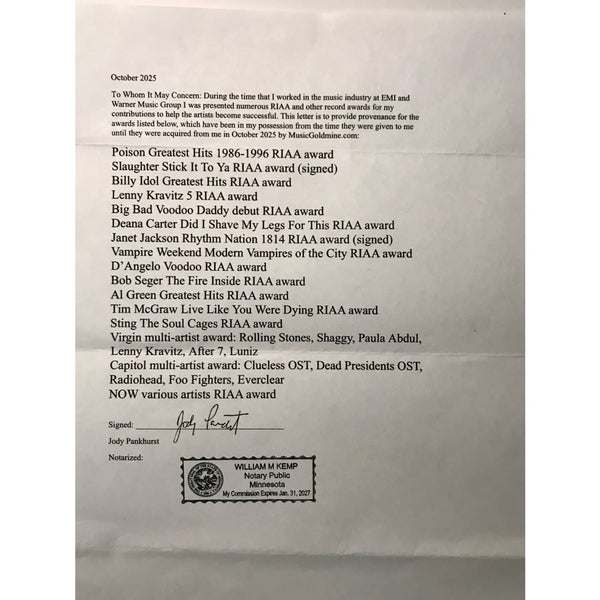 October 2025
To Whom It May Concern: During the time that I worked in the music industry at EMI and
Warner Music Group I was presented numerous RIAA and other record awards for my
contributions to help the artists become successful. This letter is to provide provenance for the
awards listed below, which have been in my possession from the time they were given to me
until they were acquired from me in October 2025 by MusicGoldmine.com:
Poison Greatest Hits 1986-1996 RIAA award
Slaughter Stick It To Ya RIAA award (signed)
Billy Idol Greatest Hits RIAA award
Lenny Kravitz 5 RIAA award
Big Bad Voodoo Daddy debut RIAA award
Deana Carter Did I Shave My Legs For This RIAA award
Janet Jackson Rhythm Nation 1814 RIAA award (signed)
Vampire Weekend Modern Vampires of the City RIAA award
D'Angelo Voodoo RIAA award
Bob Seger The Fire Inside RIAA award
Al Green Greatest Hits RIAA award
Tim McGraw Live Like You Were Dying RIAA award
Sting The Soul Cages RIAA award
Virgin multi-artist award: Rolling Stones, Shaggy, Paula Abdul,
Lenny Kravitz, After 7, Luniz
Capitol multi-artist award: Clueless OST, Dead Presidents OST,
Radiohead, Foo Fighters, Everclear
NOW various artists RIAA award
Signed:
Jody Pankhurst
Notarized:
WILLIAM M KEMP
Notary Public
Minnesota
My Commission Expires Jan. 31, 2027